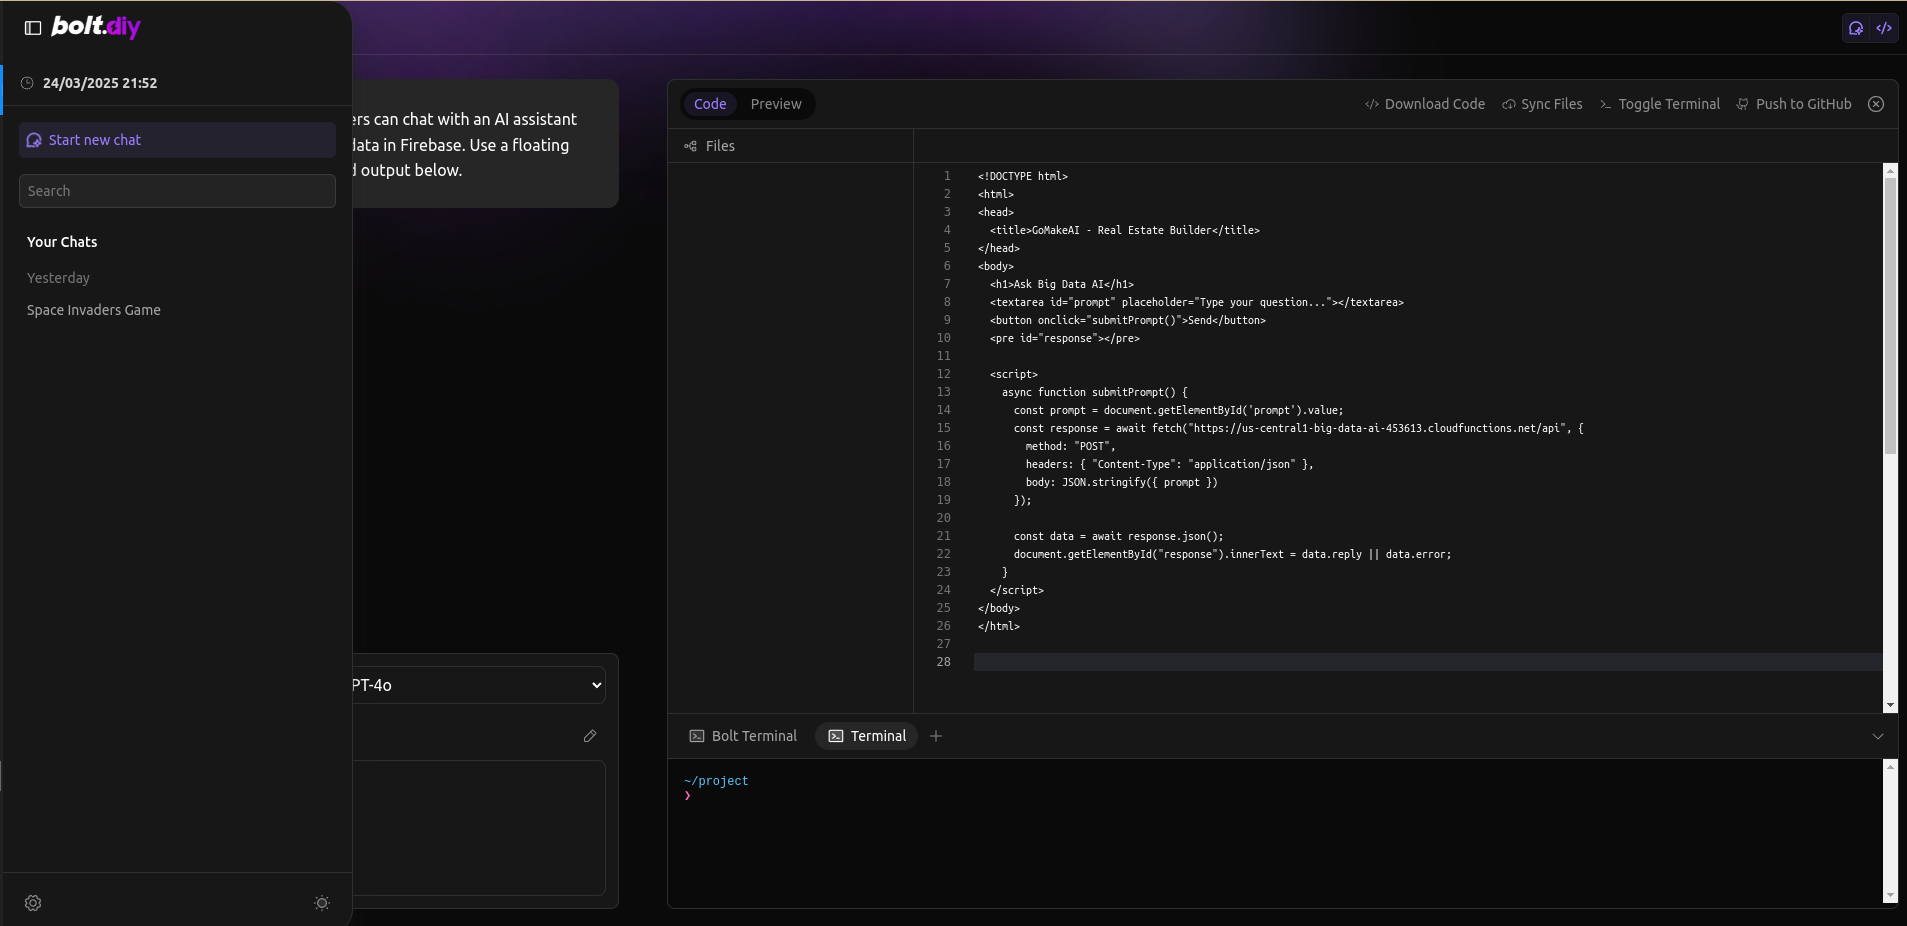 bolt.diy
24/03/2025 21:52
Start new chat
Search
Your Chats
Yesterday
Space Invaders Game
can chat with an AI assistant
in Firebase. Use a floating
output below.
PT-4o
Code
Preview
Download Code
Sync Files
Toggle Terminal
Push to GitHub
Files
1 <!DOCTYPE html>
2 <html>
3 <head>
4 <title>GoMakeAI - Real Estate Builder</title>
5 </head>
6 <body>
7 <h1>Ask Big Data AI</h1>
8 <textarea id="prompt" placeholder="Type your question..."></textarea>
9 <button onclick="submitPrompt()">Send</button>
10 <pre id="response"></pre>
11
12 <script>
13 async function submitPrompt() {
14 const prompt = document.getElementById('prompt').value;
15 const response = await fetch("https://us-central1-big-data-ai-453613.cloudfunctions.net/api", {
16 method: "POST",
17 headers: { "Content-Type": "application/json" },
18 body: JSON.stringify({ prompt })
19 });
20
21 const data = await response.json();
22 document.getElementById("response").innerText = data.reply || data.error;
23 }
24 </script>
25 </body>
26 </html>
27
28
Bolt Terminal
Terminal
~/project
❯